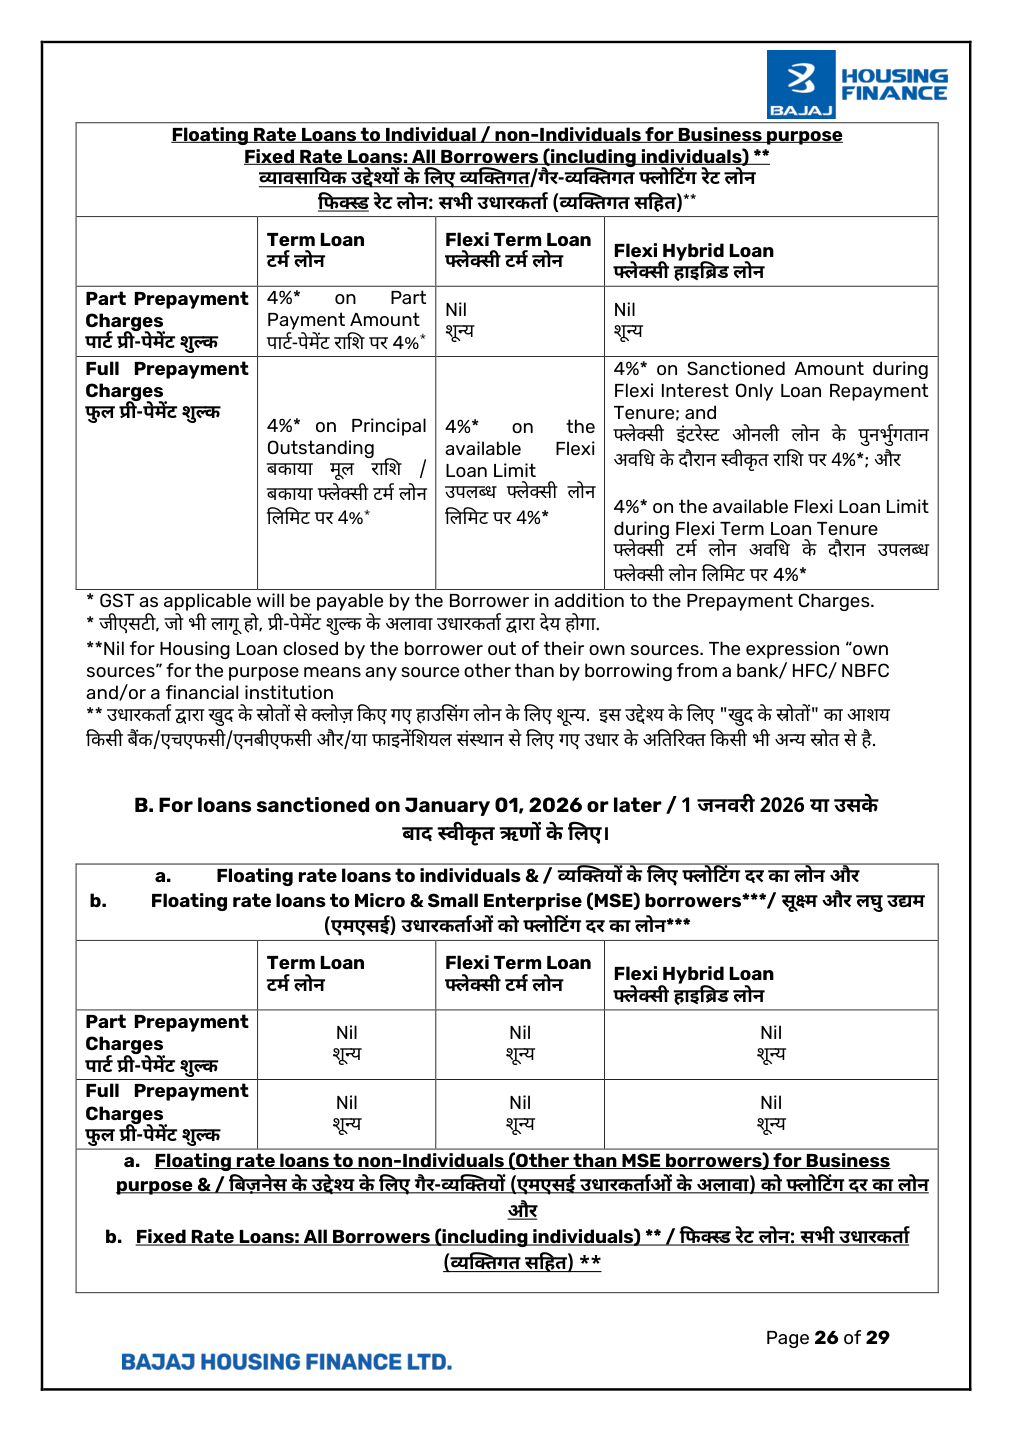 HOUSING
FINANCE
BAJAJ
Floating Rate Loans to Individual / non-Individuals for Business purpose
Fixed Rate Loans: All Borrowers (including individuals) **
व्यावसायिक उद्देश्यों के लिए व्यक्तिगत/गैर-व्यक्तिगत फ्लोटिंग रेट लोन
फिक्स्ड रेट लोन: सभी उधारकर्ता (व्यक्तिगत सहित)**
Term Loan
टर्म लोन
Flexi Term Loan
फ्लेक्सी टर्म लोन
Flexi Hybrid Loan
फ्लेक्सी हाइब्रिड लोन
Part Prepayment
Charges
पार्ट प्री-पेमेंट शुल्क
4%* on Part
Payment Amount
पार्ट-पेमेंट राशि पर 4%*
Nil
शून्य
Nil
शून्य
Full Prepayment
Charges
फुल प्री-पेमेंट शुल्क
4%* on Principal
Outstanding
बकाया मूल राशि /
बकाया फ्लेक्सी टर्म लोन
लिमिट पर 4%*
4%* on the
available Flexi
Loan Limit
उपलब्ध फ्लेक्सी लोन
लिमिट पर 4%*
4%* on Sanctioned Amount during
Flexi Interest Only Loan Repayment
Tenure; and
फ्लेक्सी इंटरेस्ट ओनली लोन के पुनर्भुगतान
अवधि के दौरान स्वीकृत राशि पर 4%*; और
4%* on the available Flexi Loan Limit
during Flexi Term Loan Tenure
फ्लेक्सी टर्म लोन अवधि के दौरान उपलब्ध
फ्लेक्सी लोन लिमिट पर 4%*
* GST as applicable will be payable by the Borrower in addition to the Prepayment Charges.
* जीएसटी, जो भी लागू हो, प्री-पेमेंट शुल्क के अलावा उधारकर्ता द्वारा देय होगा.
**Nil for Housing Loan closed by the borrower out of their own sources. The expression “own
sources” for the purpose means any source other than by borrowing from a bank/ HFC/ NBFC
and/or a financial institution
** उधारकर्ता द्वारा खुद के स्रोतों से क्लोज़ किए गए हाउसिंग लोन के लिए शून्य. इस उद्देश्य के लिए "खुद के स्रोतों" का आशय
किसी बैंक/एचएफसी/एनबीएफसी और/या फाइनेंशियल संस्थान से लिए गए उधार के अतिरिक्त किसी भी अन्य स्रोत से है.
B. For loans sanctioned on January 01, 2026 or later / 1 जनवरी 2026 या उसके
बाद स्वीकृत ऋणों के लिए।
a. Floating rate loans to individuals & / व्यक्तियों के लिए फ्लोटिंग दर का लोन और
b. Floating rate loans to Micro & Small Enterprise (MSE) borrowers***/ सूक्ष्म और लघु उद्यम
(एमएसई) उधारकर्ताओं को फ्लोटिंग दर का लोन***
Term Loan
टर्म लोन
Flexi Term Loan
फ्लेक्सी टर्म लोन
Flexi Hybrid Loan
फ्लेक्सी हाइब्रिड लोन
Part Prepayment
Charges
पार्ट प्री-पेमेंट शुल्क
Nil
शून्य
Nil
शून्य
Nil
शून्य
Full Prepayment
Charges
फुल प्री-पेमेंट शुल्क
Nil
शून्य
Nil
शून्य
Nil
शून्य
a. Floating rate loans to non-Individuals (Other than MSE borrowers) for Business
purpose & / बिज़नेस के उद्देश्य के लिए गैर-व्यक्तियों (एमएसई उधारकर्ताओं के अलावा) को फ्लोटिंग दर का लोन
और
b. Fixed Rate Loans: All Borrowers (including individuals) ** / फिक्स्ड रेट लोन: सभी उधारकर्ता
(व्यक्तिगत सहित) **
Page 26 of 29
BAJAJ HOUSING FINANCE LTD.